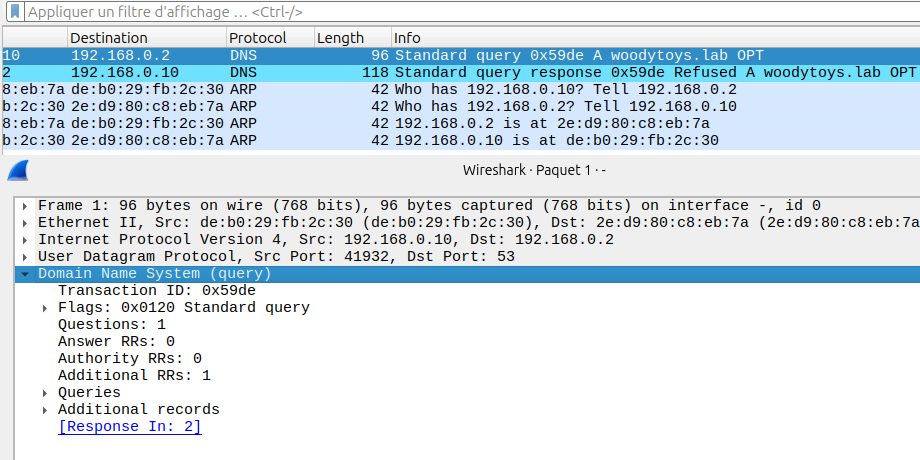 Appliquer un filtre d'affichage … <Ctrl-/>
Destination Protocol Length Info
10 192.168.0.2 DNS 96 Standard query 0x59de A woodytoys.lab OPT
2 192.168.0.10 DNS 118 Standard query response 0x59de Refused A woodytoys.lab OPT
8:eb:7a de:b0:29:fb:2c:30 ARP 42 Who has 192.168.0.10? Tell 192.168.0.2
b:2c:30 2e:d9:80:c8:eb:7a ARP 42 Who has 192.168.0.2? Tell 192.168.0.10
8:eb:7a de:b0:29:fb:2c:30 ARP 42 192.168.0.2 is at 2e:d9:80:c8:eb:7a
b:2c:30 2e:d9:80:c8:eb:7a ARP 42 192.168.0.10 is at de:b0:29:fb:2c:30
Wireshark · Paquet 1 · -
Frame 1: 96 bytes on wire (768 bits), 96 bytes captured (768 bits) on interface -, id 0
Ethernet II, Src: de:b0:29:fb:2c:30 (de:b0:29:fb:2c:30), Dst: 2e:d9:80:c8:eb:7a (2e:d9:80:c8:eb:7a
Internet Protocol Version 4, Src: 192.168.0.10, Dst: 192.168.0.2
User Datagram Protocol, Src Port: 41932, Dst Port: 53
Domain Name System (query)
Transaction ID: 0x59de
Flags: 0x0120 Standard query
Questions: 1
Answer RRs: 0
Authority RRs: 0
Additional RRs: 1
Queries
Additional records
[Response In: 2]